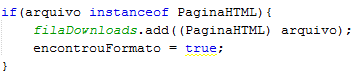 if(arquivo instanceof PaginaHTML){
filaDownloads.add((PaginaHTML) arquivo);
encontrouFormato = true;
}